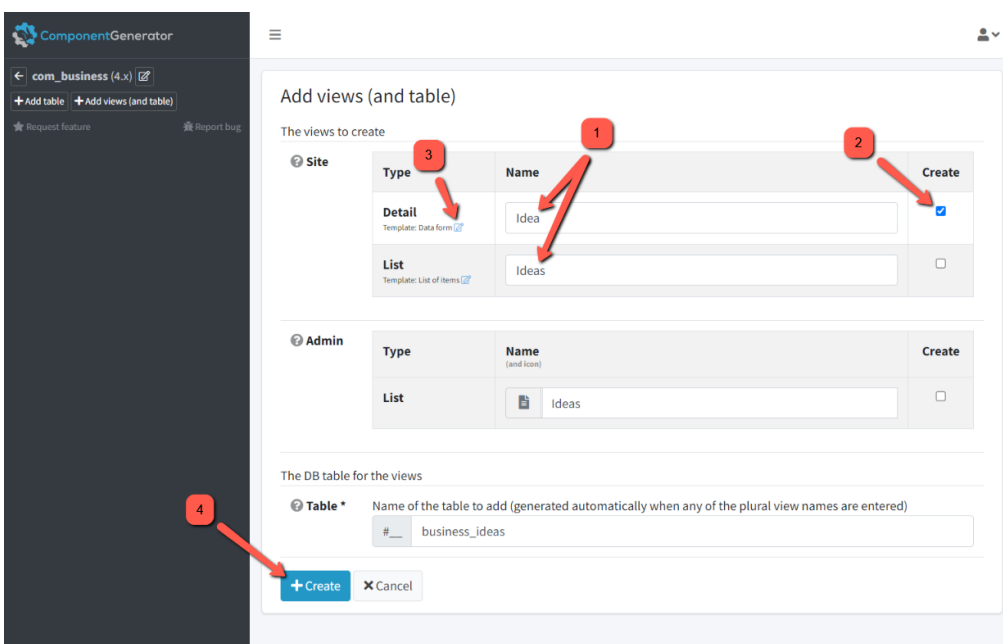 ComponentGenerator
com_business (4.x)
Add table Add views (and table)
Request feature Report bug
Add views (and table)
The views to create
1
2
3
Site
Type Name Create
Detail
Template: Data form
Idea
List
Template: List of items
Ideas
Admin
Type Name Create
(and icon)
List Ideas
The DB table for the views
4
Table * Name of the table to add (generated automatically when any of the plural view names are entered)
#__ business_ideas
Create Cancel